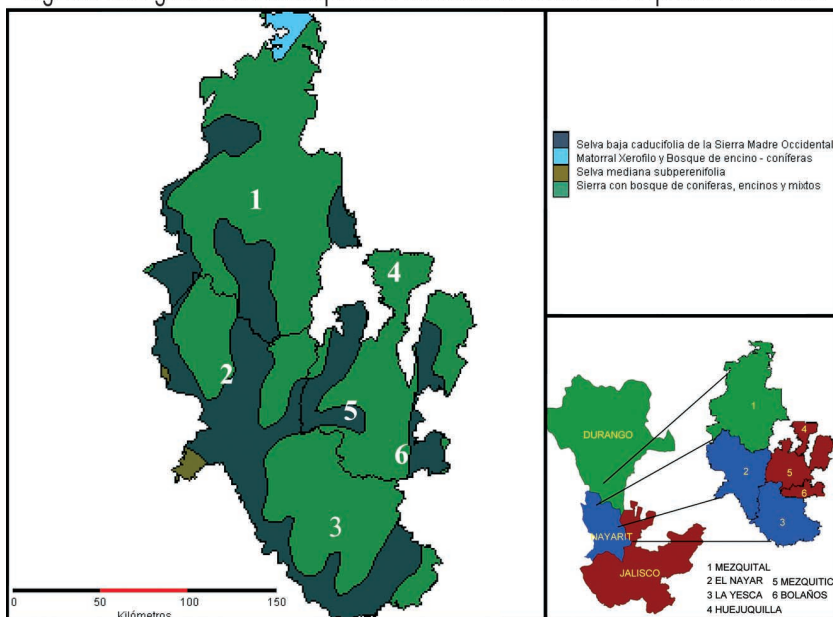 1
4
2
5
6
3
0 50 100 150
Kilómetros
Selva baja caducifolia de la Sierra Madre Occidental
Matorral Xerofilo y Bosque de encino - coníferas
Selva mediana subperenifolia
Sierra con bosque de coniferas, encinos y mixtos
DURANGO
NAYARIT
JALISCO
1
4
2
5
6
3
1 MEZQUITAL
2 EL NAYAR 5 MEZQUITIC
3 LA YESCA 6 BOLAÑOS
4 HUEJUQUILLA